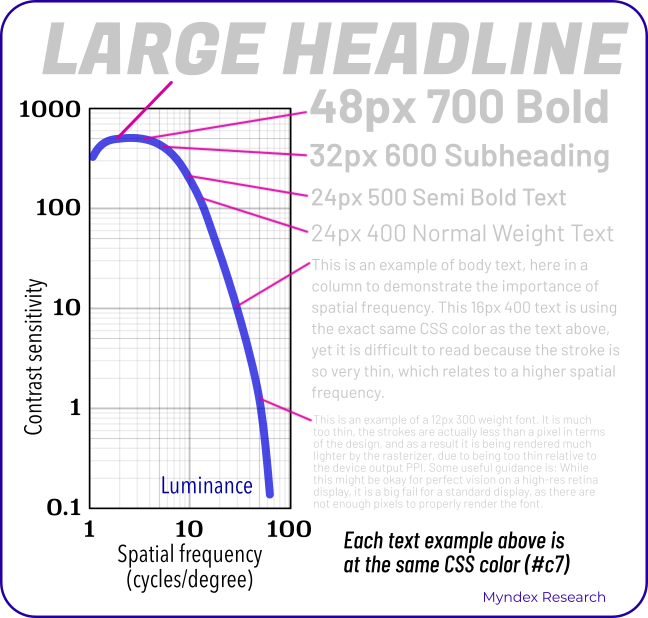 LARGE HEADLINE
48px 700 Bold
32px 600 Subheading
24px 500 Semi Bold Text
24px 400 Normal Weight Text
This is an example of body text, here in a
column to demonstrate the importance of
spatial frequency. This 16px 400 text is using
the exact same CSS color as the text above,
yet it is difficult to read because the stroke is
so very thin, which relates to a higher spatial
frequency.
This is an example of a 12px 300 weight font. It is much
too thin, the strokes are actually less than a pixel in terms
of the design, and as a result it is being rendered much
lighter by the rasterizer, due to being too thin relative to
the device output PPI. Some useful guidance is: While
this might be okay for perfect vision on a high-res retina
display, it is a big fail for a standard display, as there are
not enough pixels to properly render the font.
1000
100
10
1
0.1
Contrast sensitivity
Luminance
1 10 100
Spatial frequency
(cycles/degree)
Each text example above is
at the same CSS color (#c7)
Myndex Research